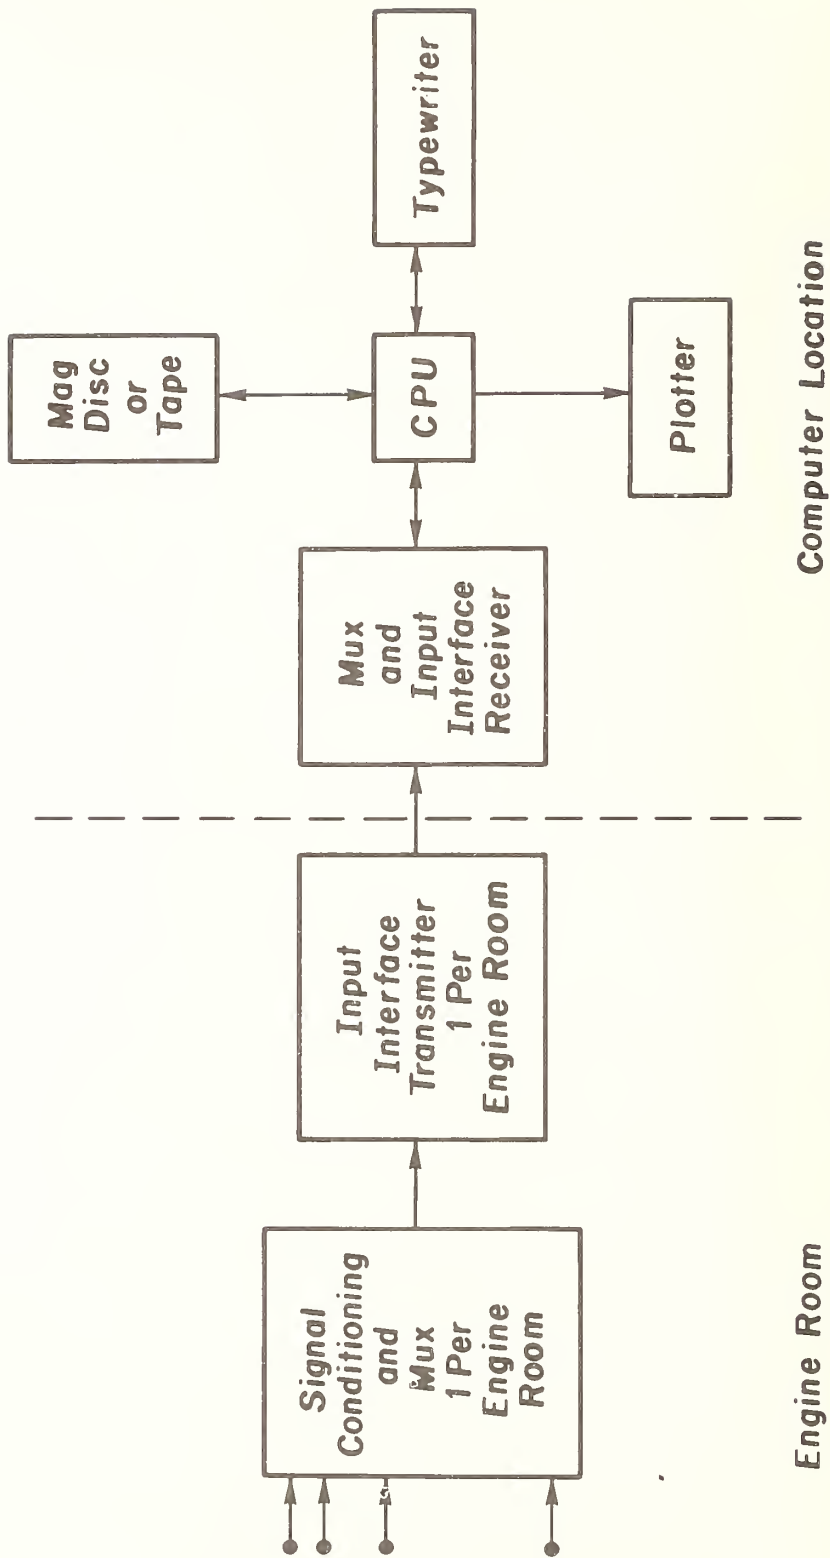 Signal
Conditioning
and
Mux
1 Per
Engine
Room
Input
Interface
Transmitter
1 Per
Engine Room
Mux
and
Input
Interface
Receiver
Mag
Disc
or
Tape
CPU
Typewriter
Plotter
Engine Room
Computer Location